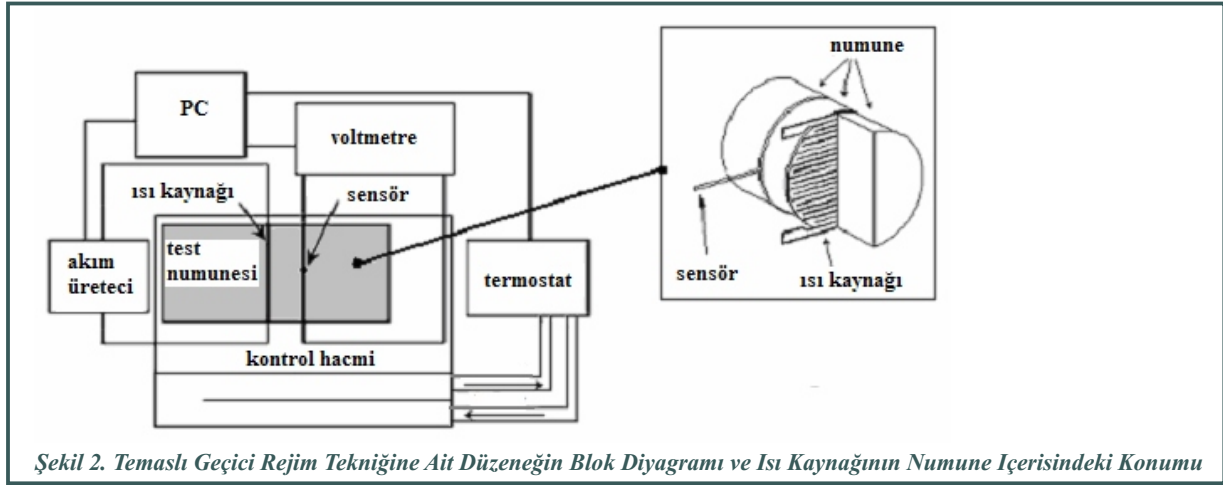 PC
voltmetre
ısı kaynağı
sensör
akım
üreteci
test
numunesi
termostat
kontrol hacmi
numune
sensör
ısı kaynağı
Şekil 2. Temaslı Geçici Rejim Tekniğine Ait Düzeneğin Blok Diyagramı ve Isı Kaynağının Numune Içerisindeki Konumu